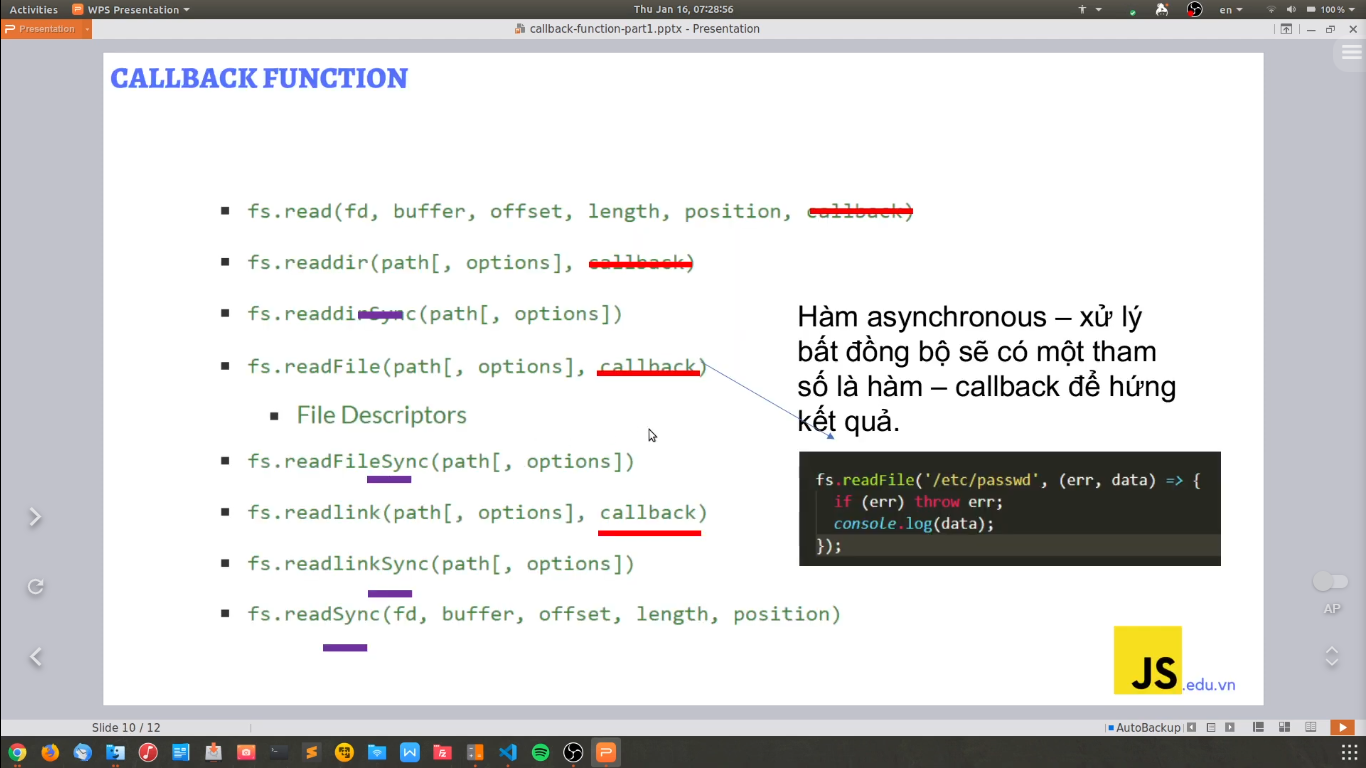 Activities
WPS Presentation
Thu Jan 16, 07:28:56
en
100%
Presentation
callback-function-part1.pptx - Presentation
CALLBACK FUNCTION
fs.read(fd, buffer, offset, length, position, callback)
fs.readdir(path[, options], callback)
fs.readdirSync(path[, options])
fs.readFile(path[, options], callback)
File Descriptors
fs.readFileSync(path[, options])
fs.readlink(path[, options], callback)
fs.readlinkSync(path[, options])
fs.readSync(fd, buffer, offset, length, position)
Hàm asynchronous – xử lý
bất đồng bộ sẽ có một tham
số là hàm – callback để hứng
kết quả.
fs.readFile('/etc/passwd', (err, data) => {
if (err) throw err;
console.log(data);
});
AP
JS.edu.vn
Slide 10 / 12
AutoBackup